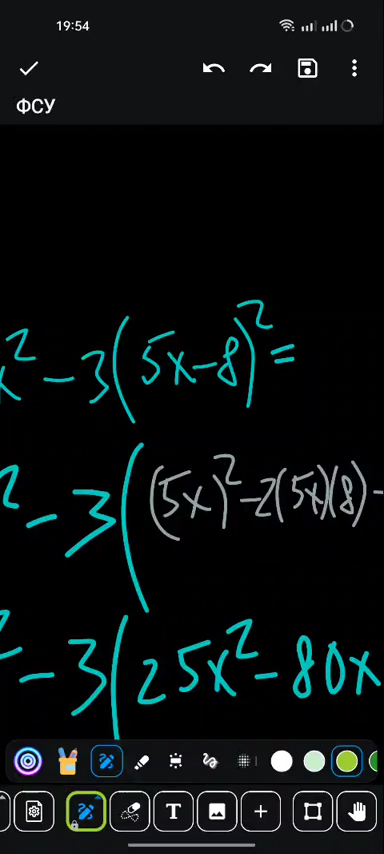 19:54
ФСУ
x² - 3(5x-8)² =
² - 3((5x)² - 2(5x)(8) -
² - 3(25x² - 80x
T